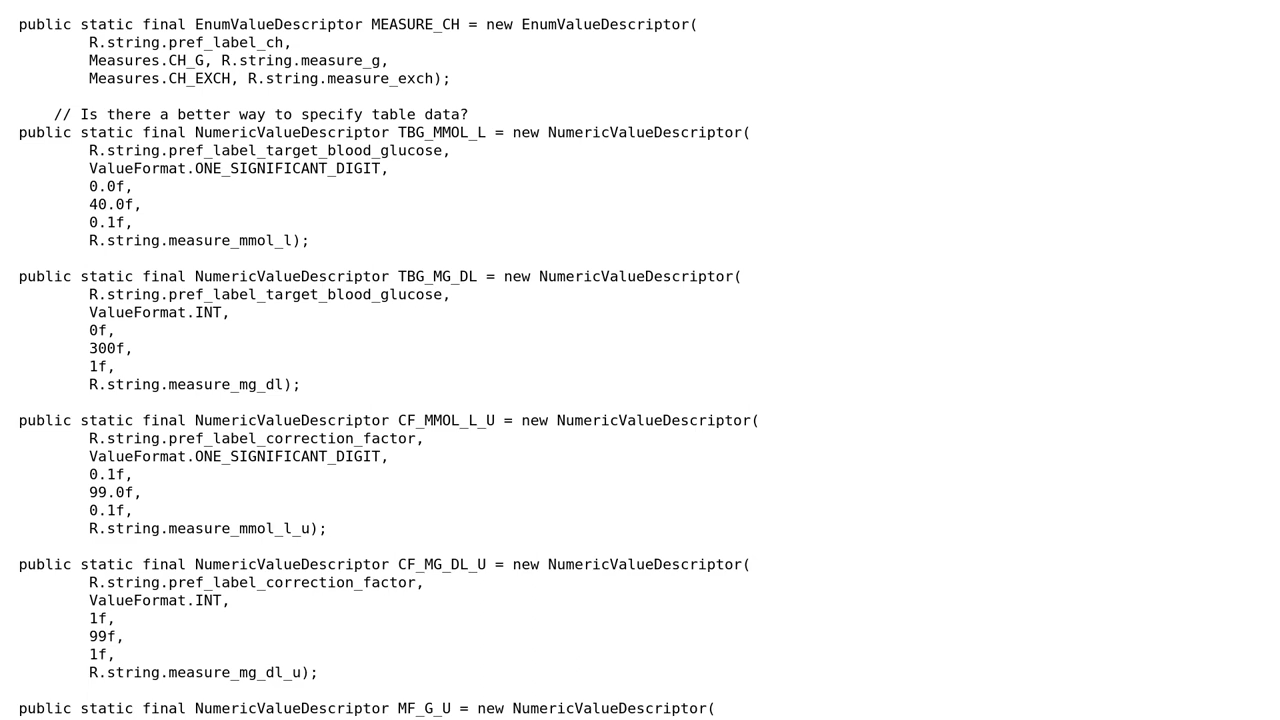 public static final EnumValueDescriptor MEASURE_CH = new EnumValueDescriptor(
        R.string.pref_label_ch,
        Measures.CH_G, R.string.measure_g,
        Measures.CH_EXCH, R.string.measure_exch);

    // Is there a better way to specify table data?
public static final NumericValueDescriptor TBG_MMOL_L = new NumericValueDescriptor(
        R.string.pref_label_target_blood_glucose,
        ValueFormat.ONE_SIGNIFICANT_DIGIT,
        0.0f,
        40.0f,
        0.1f,
        R.string.measure_mmol_l);

public static final NumericValueDescriptor TBG_MG_DL = new NumericValueDescriptor(
        R.string.pref_label_target_blood_glucose,
        ValueFormat.INT,
        0f,
        300f,
        1f,
        R.string.measure_mg_dl);

public static final NumericValueDescriptor CF_MMOL_L_U = new NumericValueDescriptor(
        R.string.pref_label_correction_factor,
        ValueFormat.ONE_SIGNIFICANT_DIGIT,
        0.1f,
        99.0f,
        0.1f,
        R.string.measure_mmol_l_u);

public static final NumericValueDescriptor CF_MG_DL_U = new NumericValueDescriptor(
        R.string.pref_label_correction_factor,
        ValueFormat.INT,
        1f,
        99f,
        1f,
        R.string.measure_mg_dl_u);

public static final NumericValueDescriptor MF_G_U = new NumericValueDescriptor(